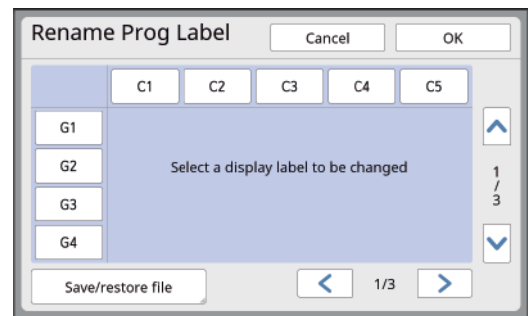 Rename Prog Label
Cancel
OK
C1
C2
C3
C4
C5
G1
G2
G3
G4
Select a display label to be changed
1
/
3
Save/restore file
1/3